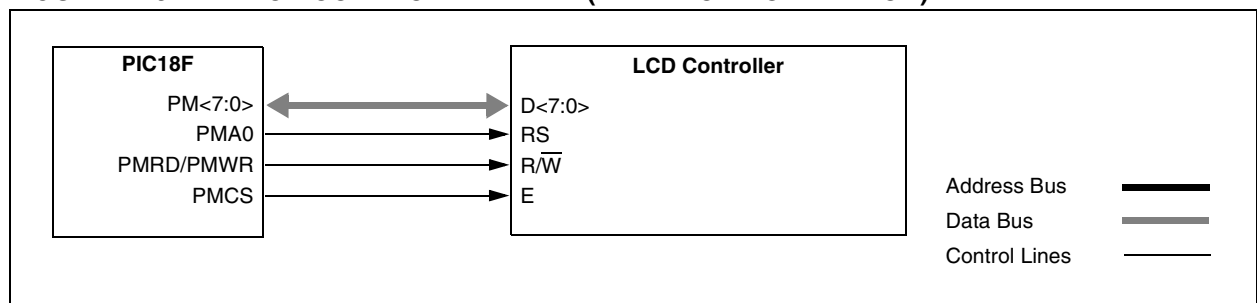 PIC18F
LCD Controller
PM<7:0>
D<7:0>
PMA0
RS
PMRD/PMWR
R/W̅
PMCS
E
Address Bus
Data Bus
Control Lines